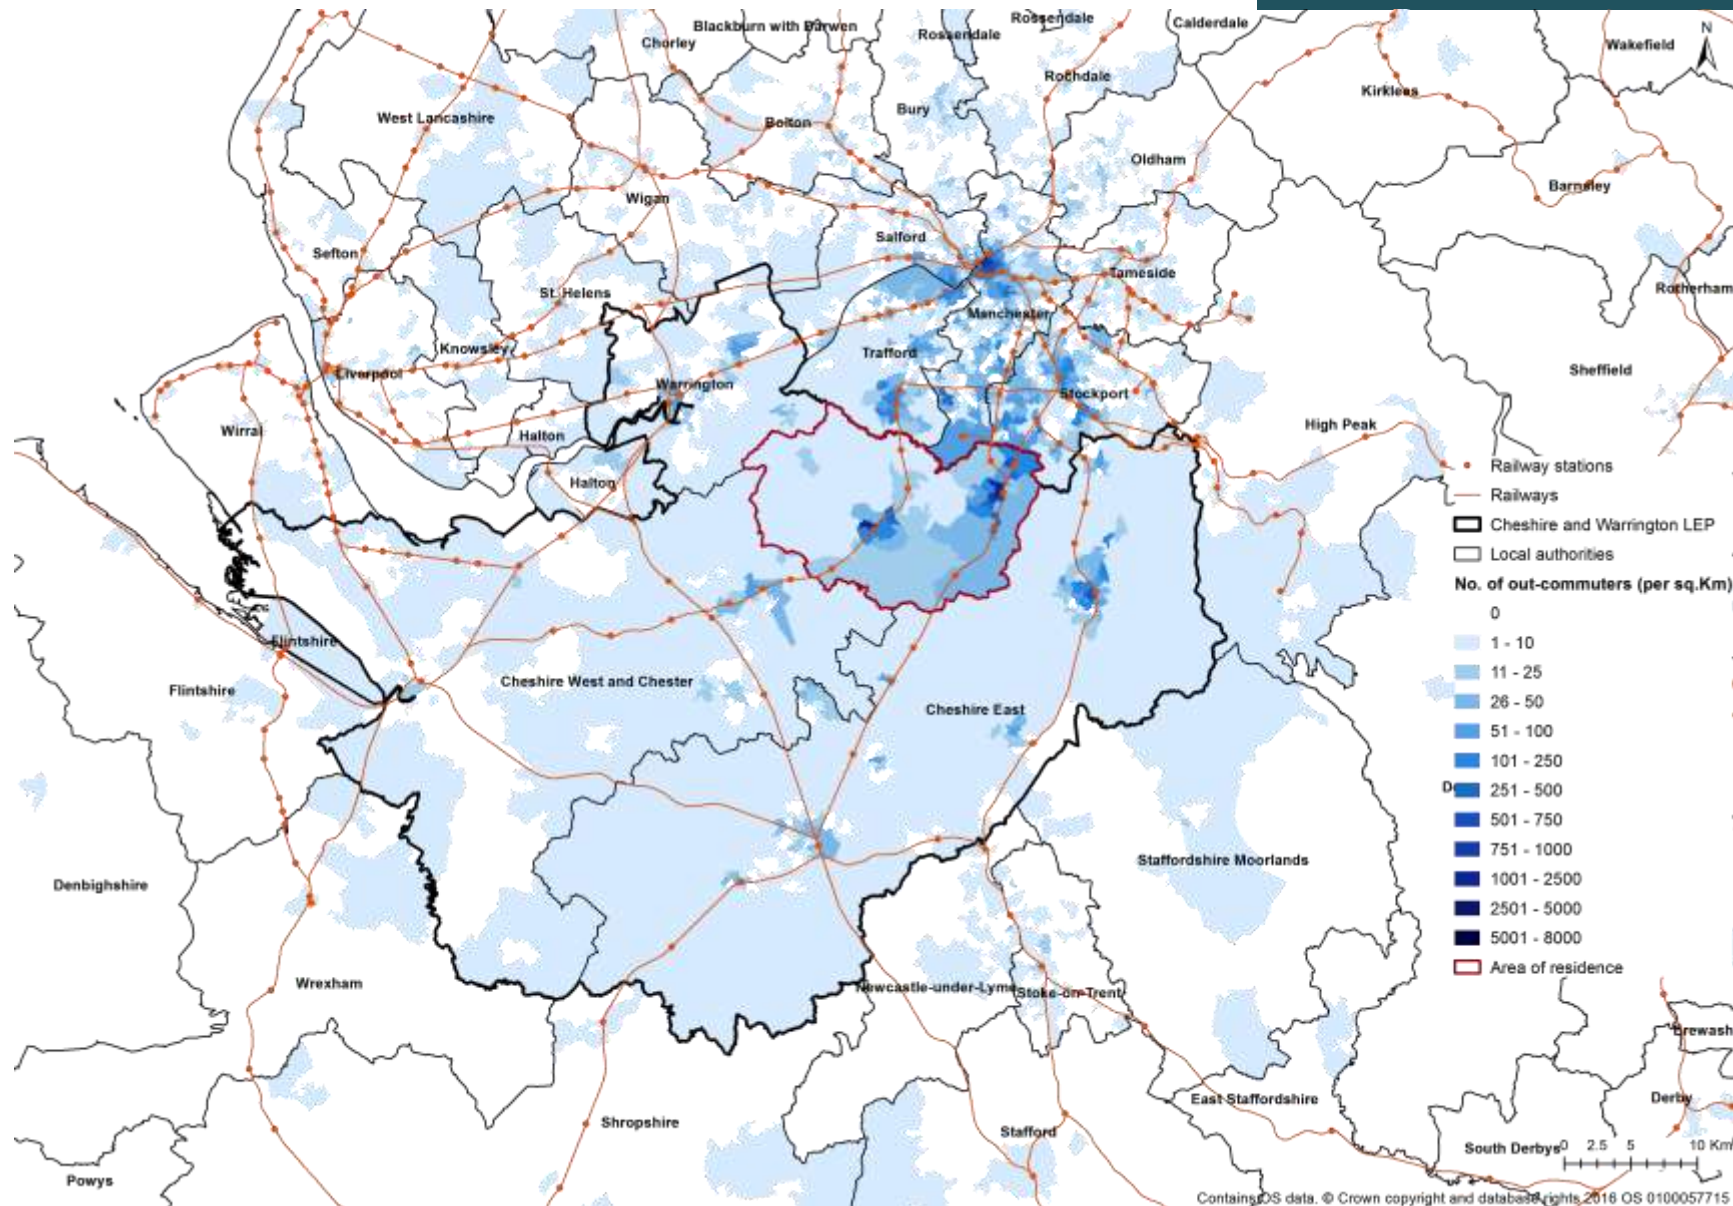 Blackburn with Darwen
Rossendale
Rossendale
Calderdale
Chorley
Wakefield
N
Rochdale
Kirklees
West Lancashire
Bury
Bolton
Oldham
Barnsley
Wigan
Salford
Sefton
Tameside
St. Helens
Rotherham
Manchester
Knowsley
Trafford
Liverpool
Warrington
Stockport
Sheffield
Wirral
Halton
High Peak
Halton
Railway stations
Railways
Cheshire and Warrington LEP
Local authorities
No. of out-commuters (per sq.Km)
0
1 - 10
11 - 25
26 - 50
51 - 100
101 - 250
251 - 500
501 - 750
751 - 1000
1001 - 2500
2501 - 5000
5001 - 8000
Area of residence
Flintshire
Flintshire
Cheshire West and Chester
Cheshire East
Staffordshire Moorlands
Denbighshire
Wrexham
Newcastle-under-Lyme
Stoke-on-Trent
Erewash
East Staffordshire
Derby
Shropshire
Stafford
South Derbys
0 2.5 5 10 Km
Powys
Contains OS data. © Crown copyright and database rights 2016 OS 0100057715